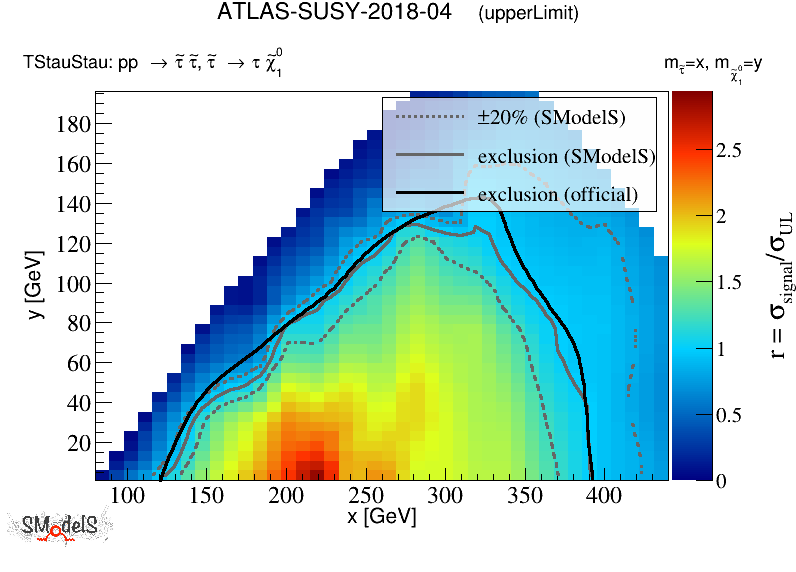 ATLAS-SUSY-2018-04 (upperLimit)
TStauStau: pp → τ̃ τ̃, τ̃ → τ χ̃₁⁰
m_τ̃=x, m_χ̃₁⁰=y
±20% (SModelS)
exclusion (SModelS)
exclusion (official)
y [GeV]
180
160
140
120
100
80
60
40
20
100 150 200 250 300 350 400
x [GeV]
2.5
2
1.5
1
0.5
0
r = σ_signal/σ_UL
SModelS